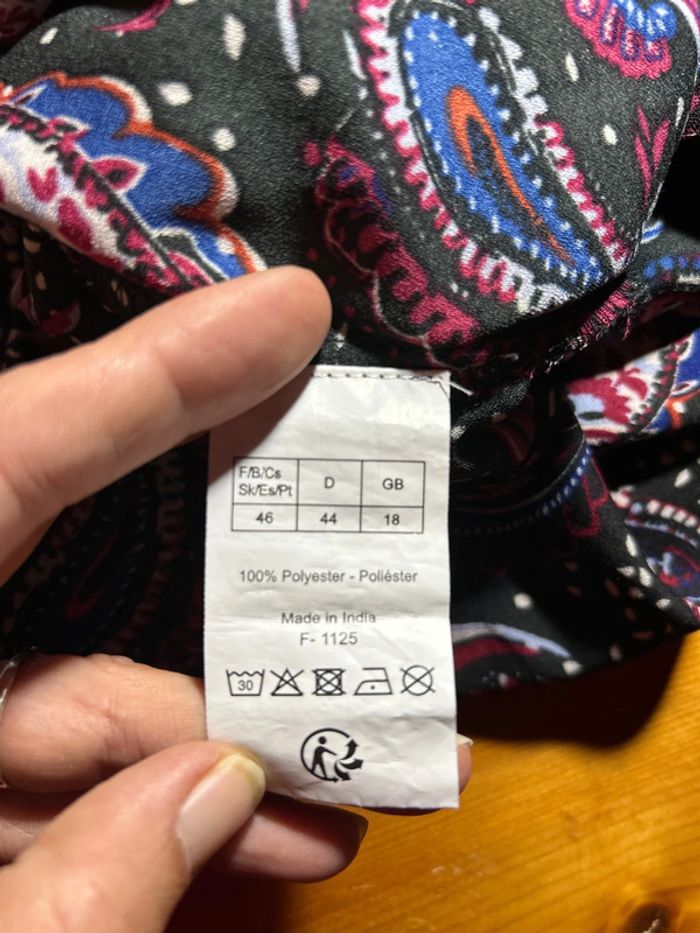 F/B/Cs
Sk/Es/Pt
D
GB
46
44
18
100% Polyester - Poliéster
Made in India
F- 1125
30